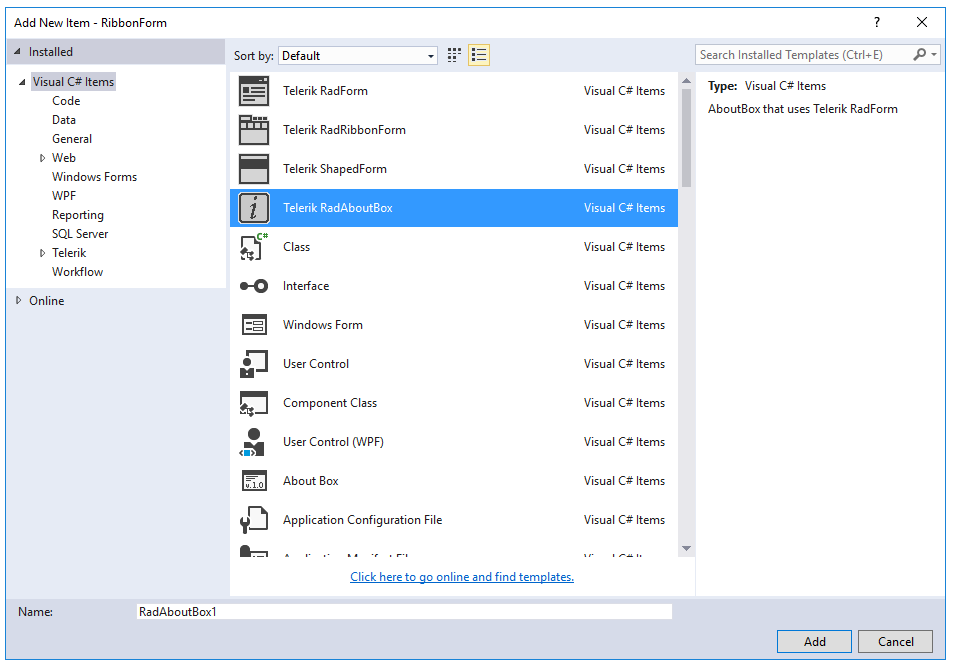 Add New Item - RibbonForm
?
Installed
Sort by: Default
Search Installed Templates (Ctrl+E)
Visual C# Items
Code
Data
General
Web
Windows Forms
WPF
Reporting
SQL Server
Telerik
Workflow
Online
Telerik RadForm Visual C# Items
Telerik RadRibbonForm Visual C# Items
Telerik ShapedForm Visual C# Items
i Telerik RadAboutBox Visual C# Items
C# Class Visual C# Items
Interface Visual C# Items
Windows Form Visual C# Items
User Control Visual C# Items
Component Class Visual C# Items
User Control (WPF) Visual C# Items
v.1.0 About Box Visual C# Items
Application Configuration File Visual C# Items
Type: Visual C# Items
AboutBox that uses Telerik RadForm
Click here to go online and find templates.
Name: RadAboutBox1
Add Cancel